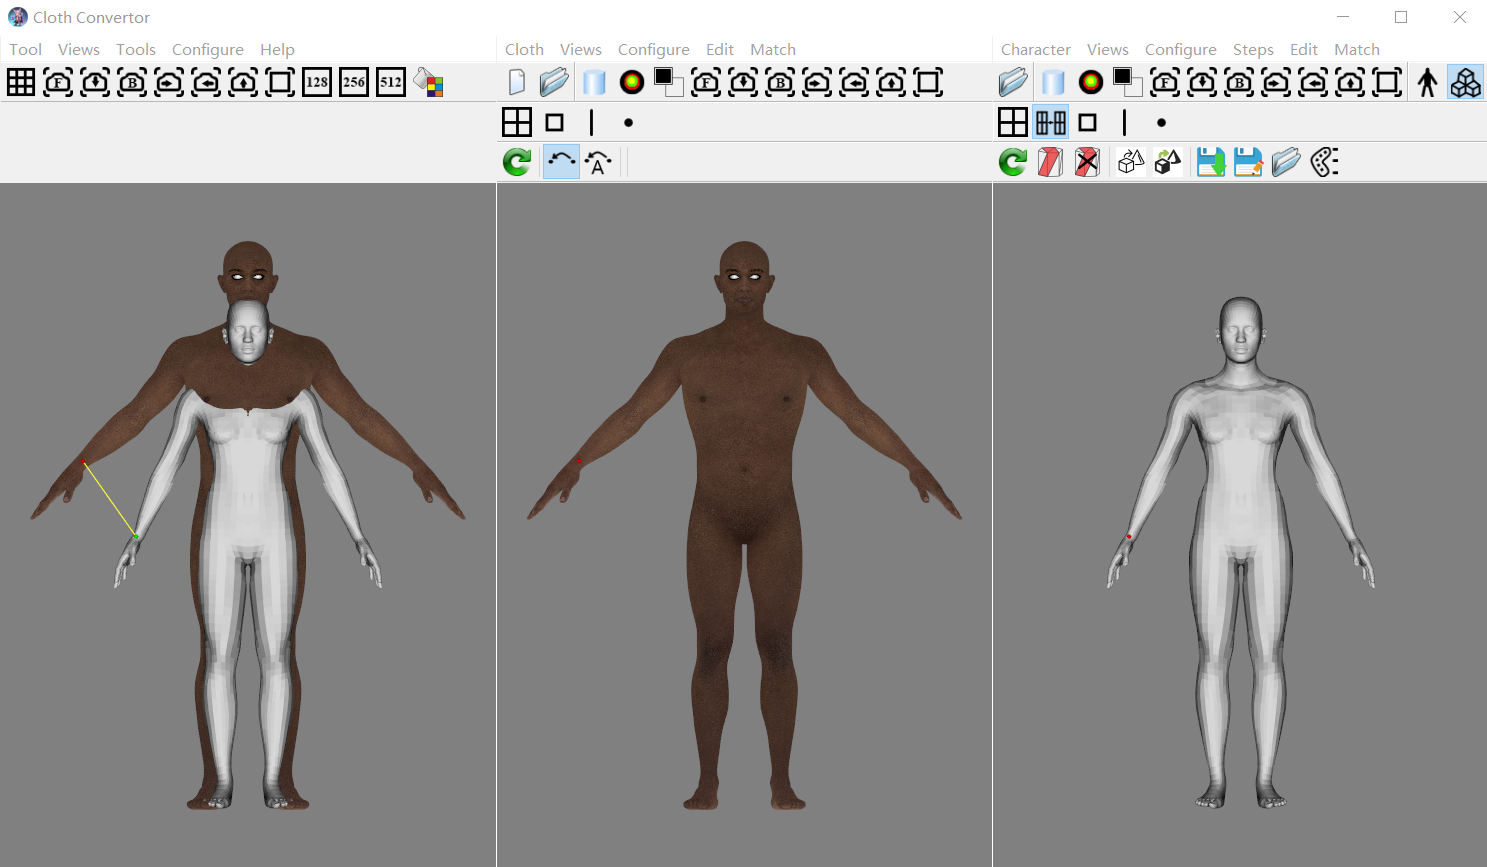 Cloth Convertor
Tool Views Tools Configure Help
Cloth Views Configure Edit Match
Character Views Configure Steps Edit Match
F B 128 256 512
F B
F B
A